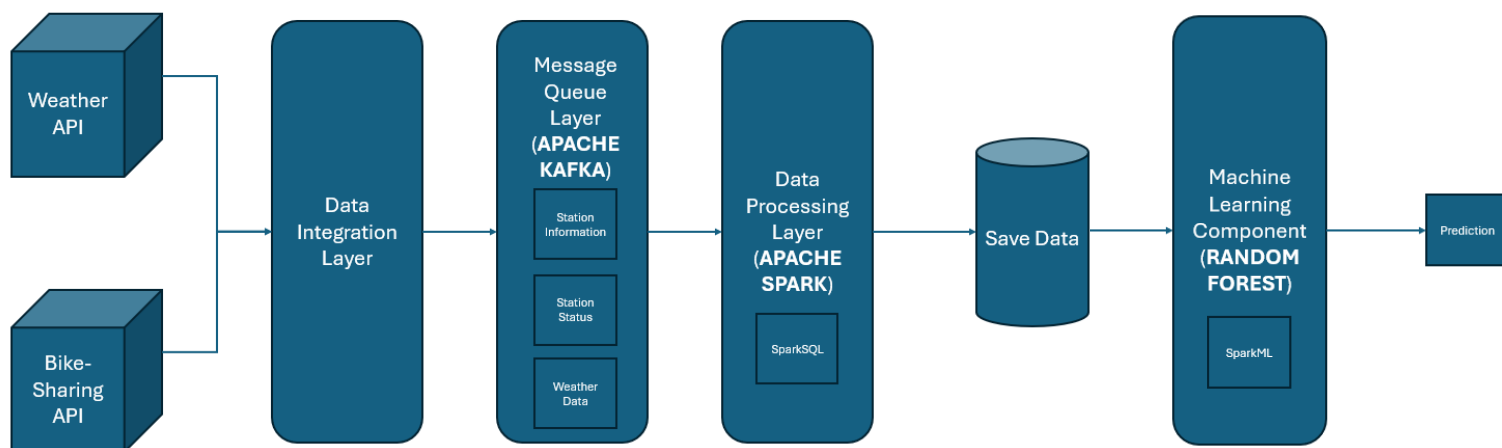 Weather
API
Bike-
Sharing
API
Data
Integration
Layer
Message
Queue
Layer
(APACHE
KAFKA)
Station
Information
Station
Status
Weather
Data
Data
Processing
Layer
(APACHE
SPARK)
SparkSQL
Save Data
Machine
Learning
Component
(RANDOM
FOREST)
SparkML
Prediction